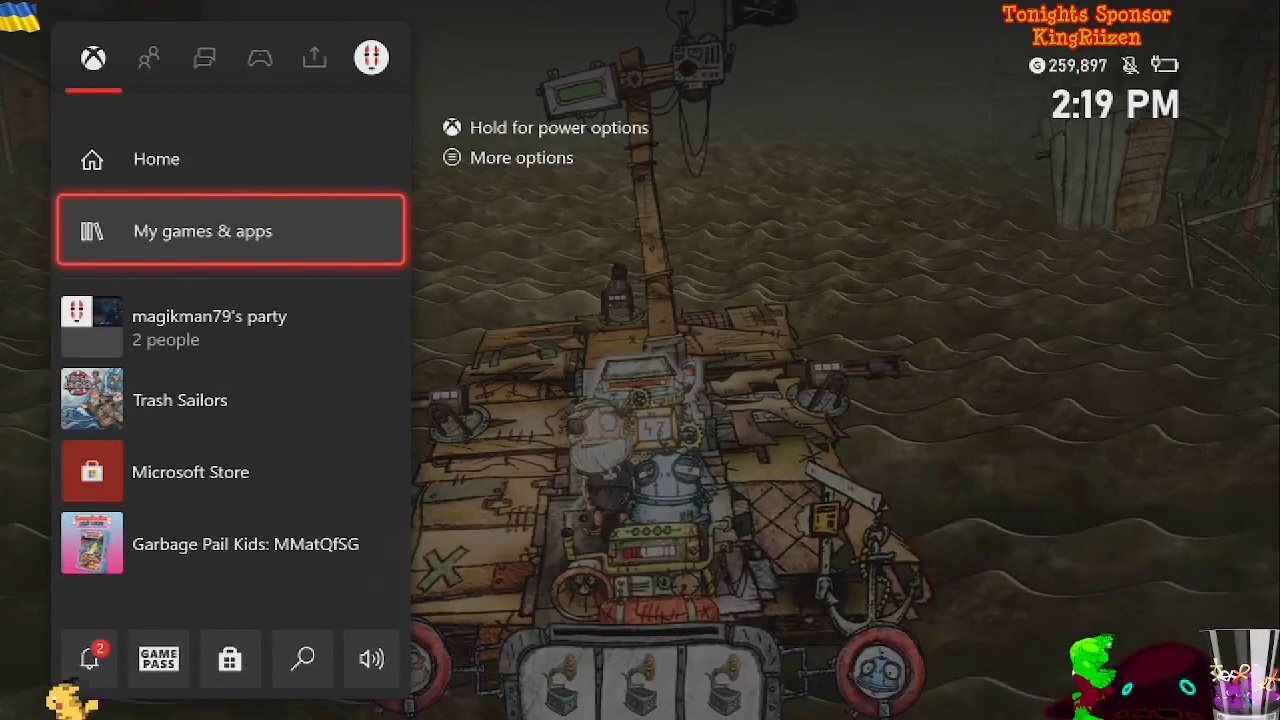 Tonights Sponsor
KingRiizen
G 259,897
2:19 PM
Home
Hold for power options
More options
My games & apps
magikman79's party
2 people
Trash Sailors
Microsoft Store
Garbage Pail Kids: MMatQfSG
2
GAME
PASS